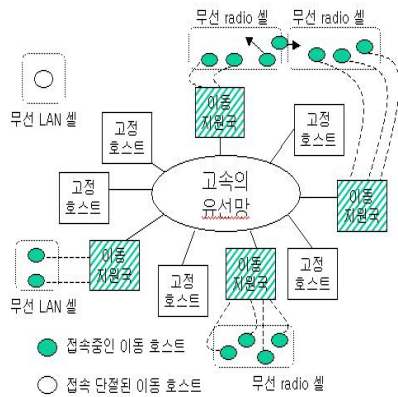 무선 radio 셀
무선 radio 셀
무선 LAN 셀
이동
지원국
고정
호스트
고정
호스트
고속의
유선망
고정
호스트
이동
지원국
이동
지원국
고정
호스트
이동
지원국
고정
호스트
무선 LAN 셀
접속중인 이동 호스트
무선 radio 셀
접속 단절된 이동 호스트